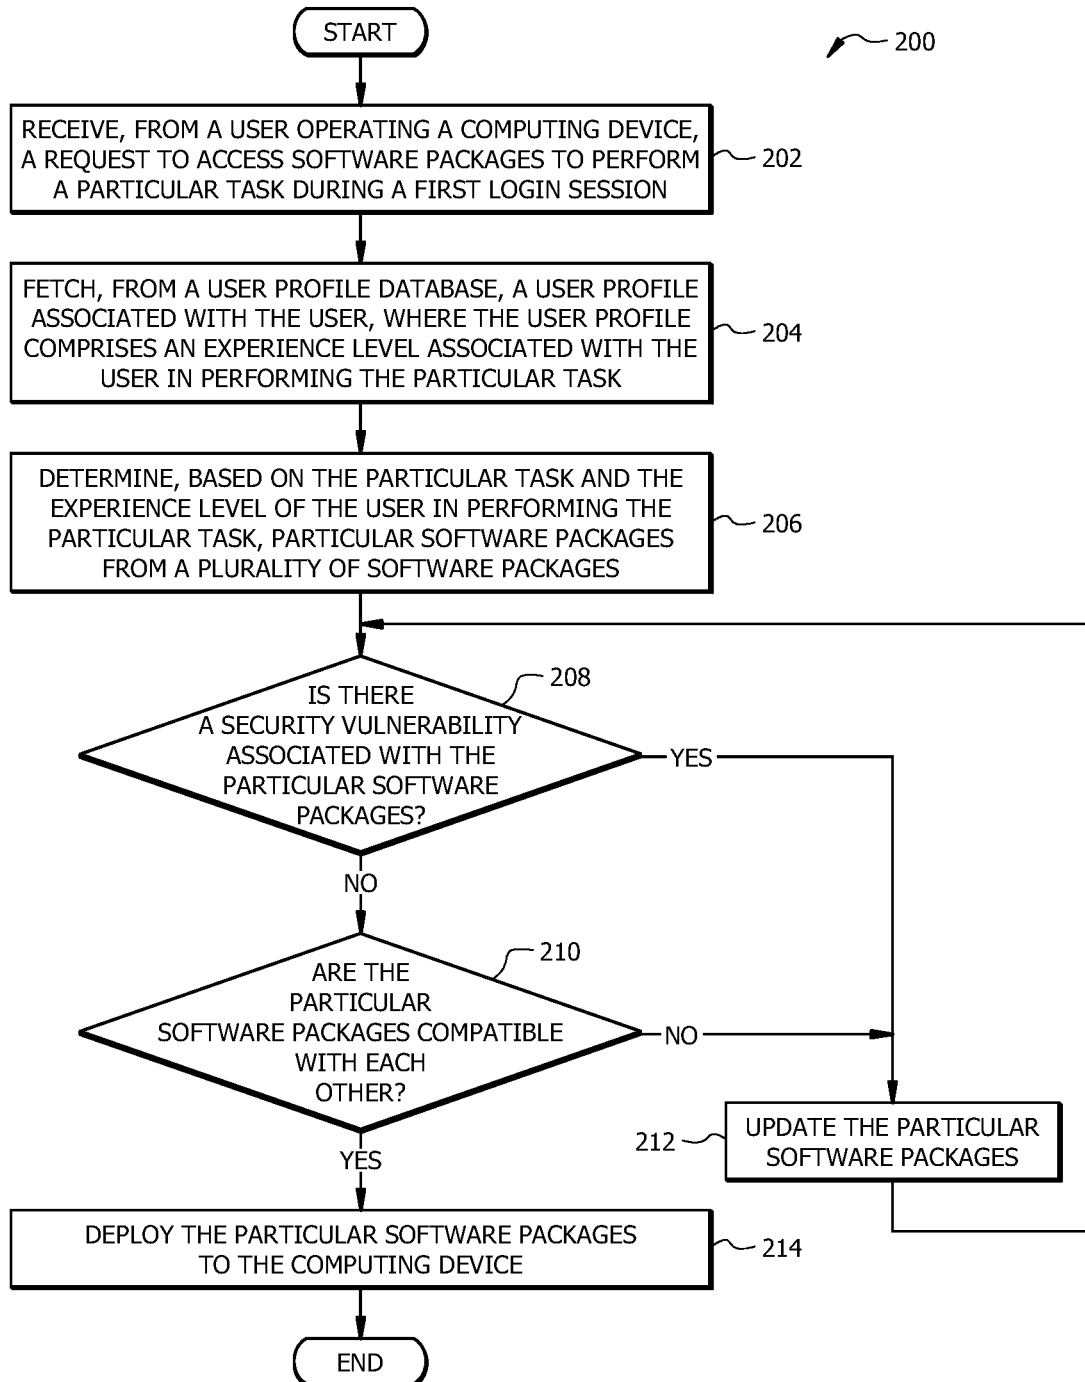 START
200
RECEIVE, FROM A USER OPERATING A COMPUTING DEVICE,
A REQUEST TO ACCESS SOFTWARE PACKAGES TO PERFORM
A PARTICULAR TASK DURING A FIRST LOGIN SESSION
202
FETCH, FROM A USER PROFILE DATABASE, A USER PROFILE
ASSOCIATED WITH THE USER, WHERE THE USER PROFILE
COMPRISES AN EXPERIENCE LEVEL ASSOCIATED WITH THE
USER IN PERFORMING THE PARTICULAR TASK
204
DETERMINE, BASED ON THE PARTICULAR TASK AND THE
EXPERIENCE LEVEL OF THE USER IN PERFORMING THE
PARTICULAR TASK, PARTICULAR SOFTWARE PACKAGES
FROM A PLURALITY OF SOFTWARE PACKAGES
206
IS THERE
A SECURITY VULNERABILITY
ASSOCIATED WITH THE
PARTICULAR SOFTWARE
PACKAGES?
208
YES
NO
ARE THE
PARTICULAR
SOFTWARE PACKAGES COMPATIBLE
WITH EACH
OTHER?
210
NO
YES
UPDATE THE PARTICULAR
SOFTWARE PACKAGES
212
DEPLOY THE PARTICULAR SOFTWARE PACKAGES
TO THE COMPUTING DEVICE
214
END